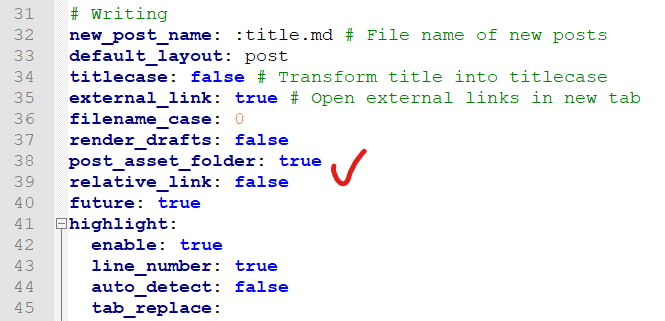 31 # Writing
32 new_post_name: :title.md # File name of new posts
33 default_layout: post
34 titlecase: false # Transform title into titlecase
35 external_link: true # Open external links in new tab
36 filename_case: 0
37 render_drafts: false
38 post_asset_folder: true
39 relative_link: false
40 future: true
41 highlight:
42   enable: true
43   line_number: true
44   auto_detect: false
45   tab_replace: